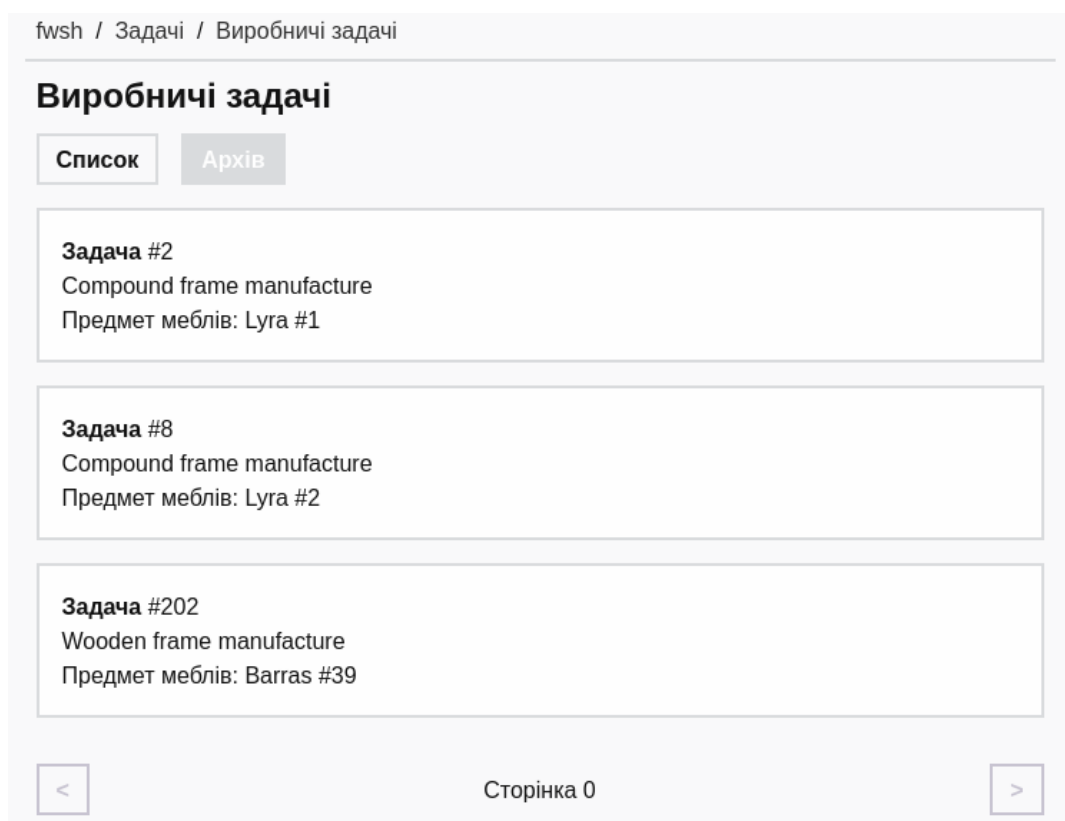 fwsh / Задачі / Виробничі задачі
Виробничі задачі
Список Архів
Задача #2
Compound frame manufacture
Предмет меблів: Lyra #1
Задача #8
Compound frame manufacture
Предмет меблів: Lyra #2
Задача #202
Wooden frame manufacture
Предмет меблів: Barras #39
< Сторінка 0 >